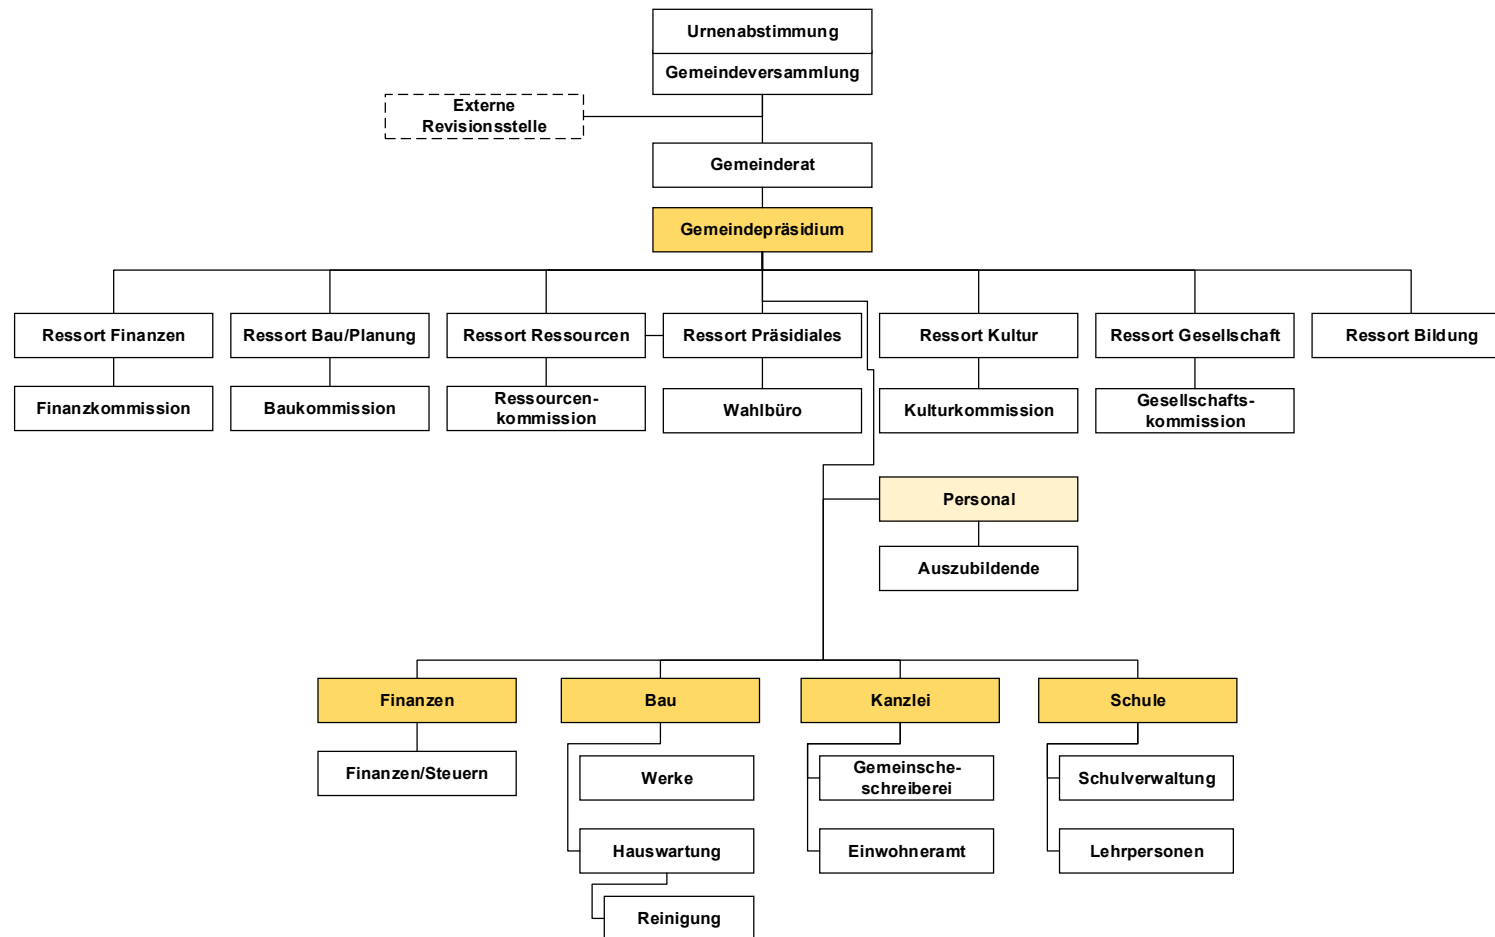 Urnenabstimmung
Gemeindeversammlung
Externe
Revisionsstelle
Gemeinderat
Gemeindepräsidium
Ressort Finanzen
Ressort Bau/Planung
Ressort Ressourcen
Ressort Präsidiales
Ressort Kultur
Ressort Gesellschaft
Ressort Bildung
Finanzkommission
Baukommission
Ressourcen-
kommission
Wahlbüro
Kulturkommission
Gesellschafts-
kommission
Personal
Auszubildende
Finanzen
Bau
Kanzlei
Schule
Finanzen/Steuern
Werke
Gemeinsche-
schreiberei
Schulverwaltung
Hauswartung
Einwohneramt
Lehrpersonen
Reinigung